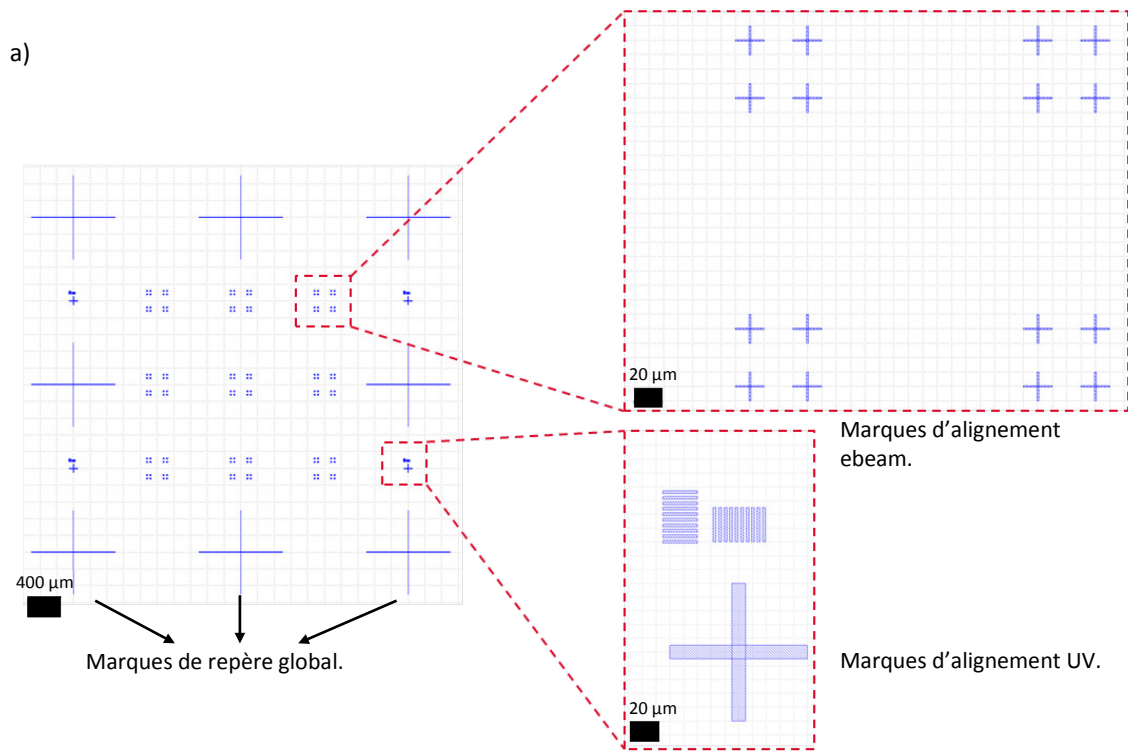 a)
20 µm
Marques d'alignement
ebeam.
400 µm
Marques de repère global.
20 µm
Marques d'alignement UV.